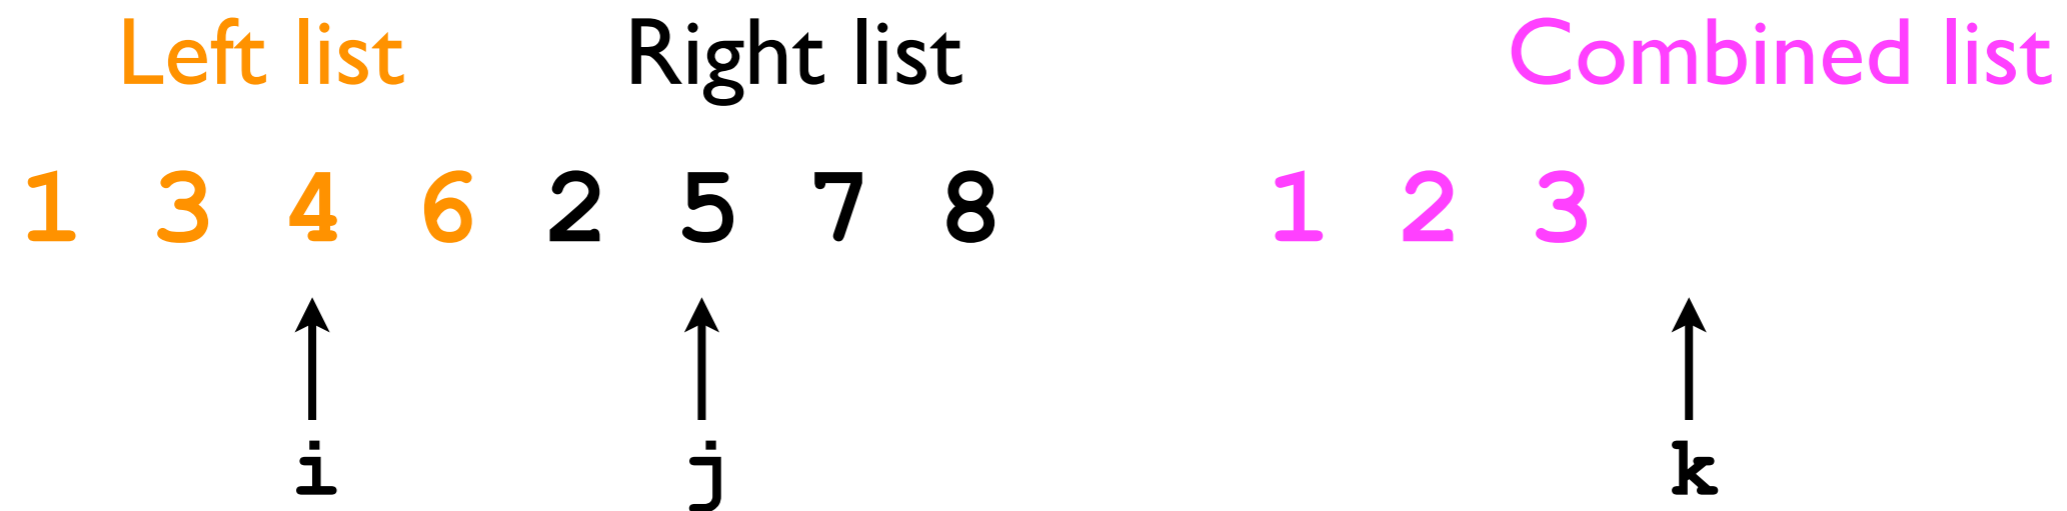 Left list Right list Combined list
1 3 4 6 2 5 7 8 1 2 3
i j k